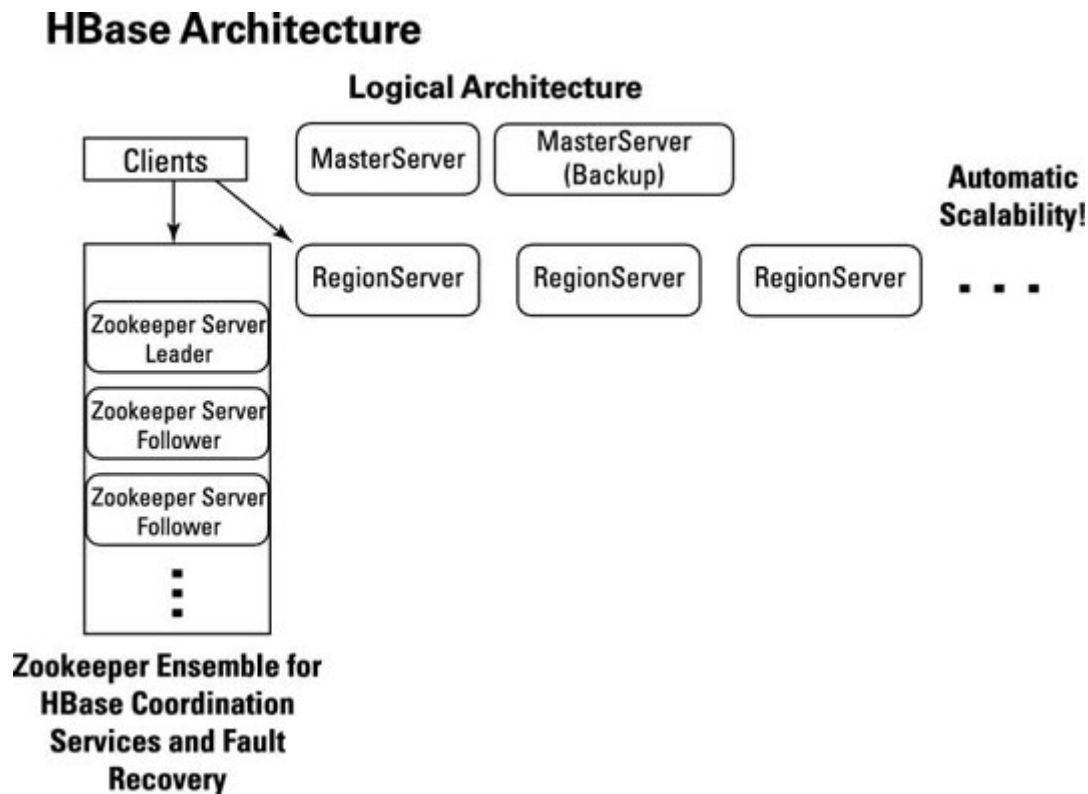 HBase Architecture
Logical Architecture
Clients
MasterServer
MasterServer
(Backup)
Automatic
Scalability!
RegionServer
RegionServer
RegionServer
Zookeeper Server
Leader
Zookeeper Server
Follower
Zookeeper Server
Follower
Zookeeper Ensemble for
HBase Coordination
Services and Fault
Recovery